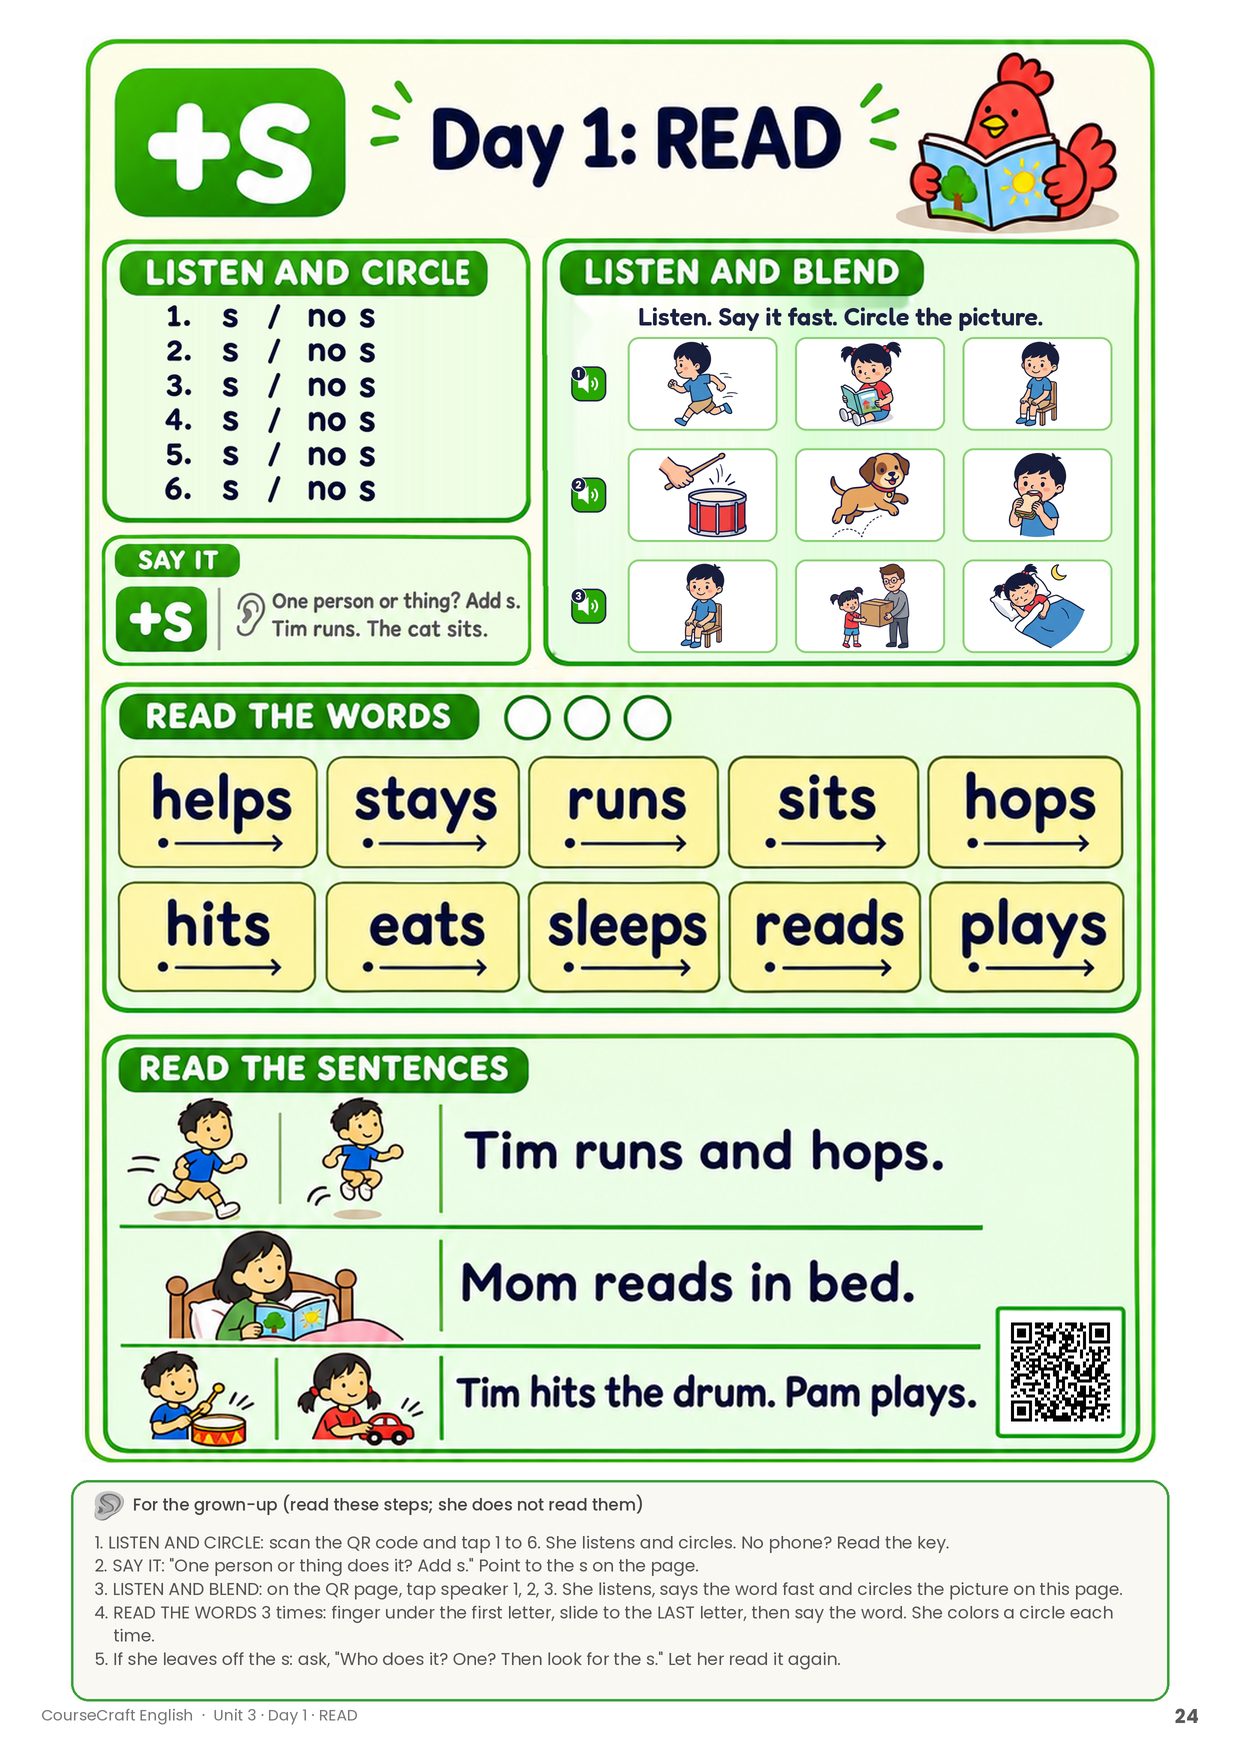 +s
Day 1: READ
LISTEN AND CIRCLE
1. s / no s
2. s / no s
3. s / no s
4. s / no s
5. s / no s
6. s / no s
SAY IT
+s
One person or thing? Add s.
Tim runs. The cat sits.
LISTEN AND BLEND
Listen. Say it fast. Circle the picture.
1
2
3
READ THE WORDS
helps stays runs sits hops
hits eats sleeps reads plays
READ THE SENTENCES
Tim runs and hops.
Mom reads in bed.
Tim hits the drum. Pam plays.
For the grown-up (read these steps; she does not read them)
1. LISTEN AND CIRCLE: scan the QR code and tap 1 to 6. She listens and circles. No phone? Read the key.
2. SAY IT: "One person or thing does it? Add s." Point to the s on the page.
3. LISTEN AND BLEND: on the QR page, tap speaker 1, 2, 3. She listens, says the word fast and circles the picture on this page.
4. READ THE WORDS 3 times: finger under the first letter, slide to the LAST letter, then say the word. She colors a circle each
time.
5. If she leaves off the s: ask, "Who does it? One? Then look for the s." Let her read it again.
CourseCraft English · Unit 3 · Day 1 · READ
24